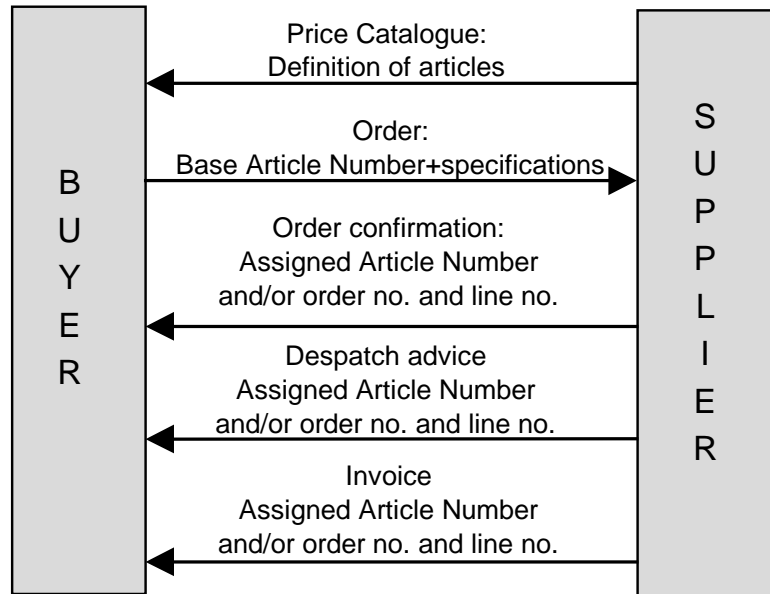 Price Catalogue:
Definition of articles
Order:
Base Article Number+specifications
Order confirmation:
Assigned Article Number
and/or order no. and line no.
Despatch advice
Assigned Article Number
and/or order no. and line no.
Invoice
Assigned Article Number
and/or order no. and line no.
BUYER
SUPPLIER